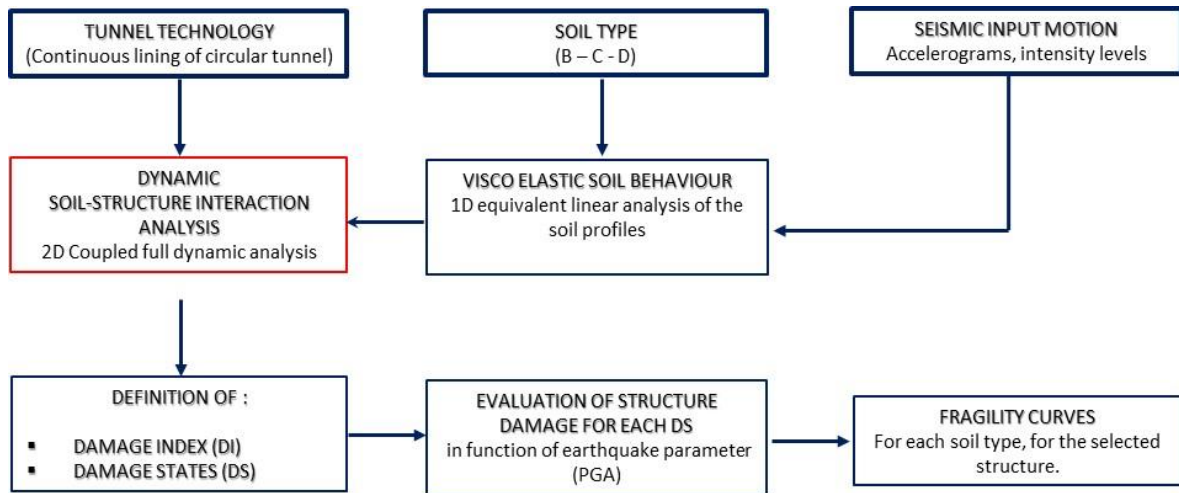 TUNNEL TECHNOLOGY
(Continuous lining of circular tunnel)
SOIL TYPE
(B – C - D)
SEISMIC INPUT MOTION
Accelerograms, intensity levels
DYNAMIC
SOIL-STRUCTURE INTERACTION
ANALYSIS
2D Coupled full dynamic analysis
VISCO ELASTIC SOIL BEHAVIOUR
1D equivalent linear analysis of the
soil profiles
DEFINITION OF :
▪ DAMAGE INDEX (DI)
▪ DAMAGE STATES (DS)
EVALUATION OF STRUCTURE
DAMAGE FOR EACH DS
in function of earthquake parameter
(PGA)
FRAGILITY CURVES
For each soil type, for the selected
structure.